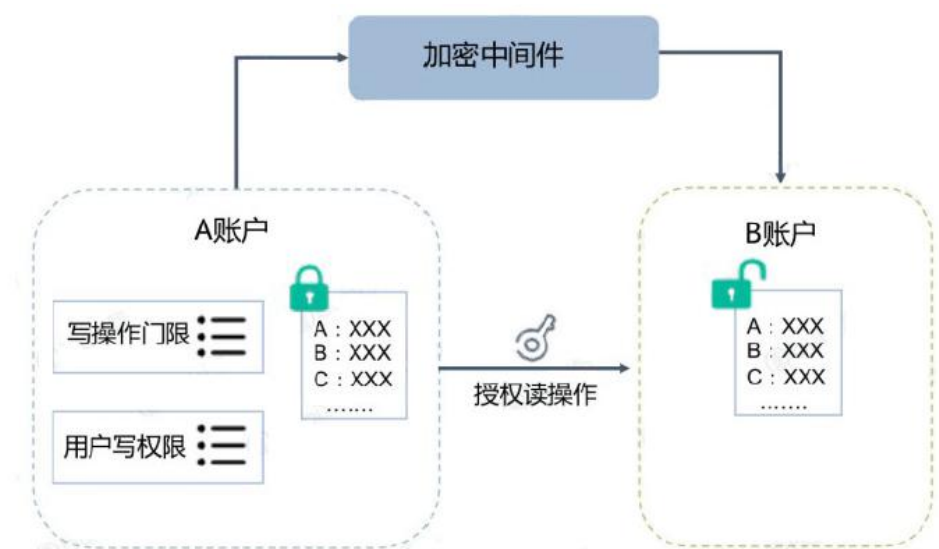 加密中间件
A账户
写操作门限
用户写权限
A：XXX
B：XXX
C：XXX
.......
授权读操作
B账户
A：XXX
B：XXX
C：XXX
.......